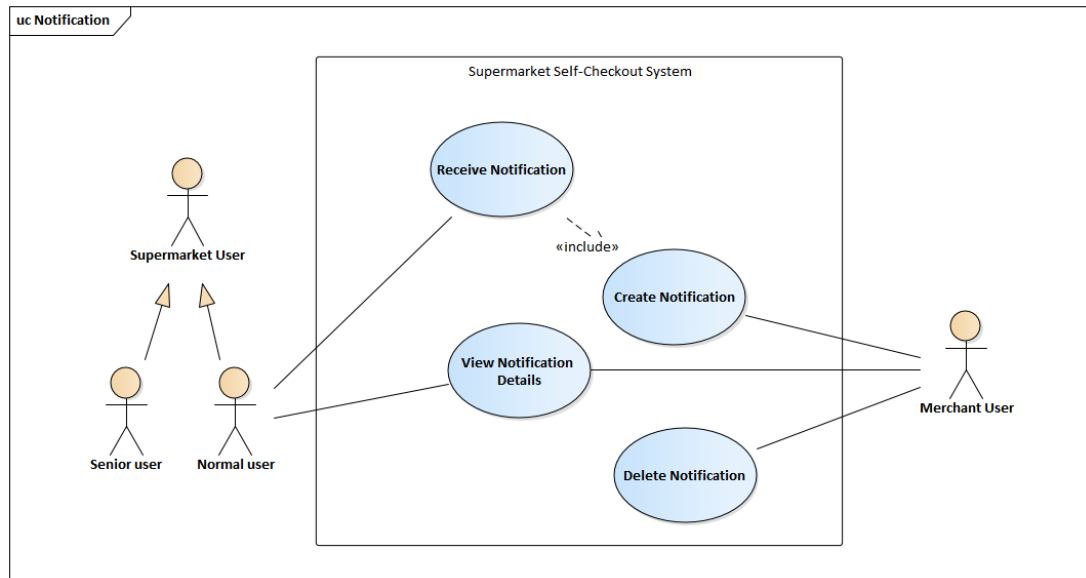 uc Notification
Supermarket Self-Checkout System
Receive Notification
Supermarket User
«include»
Create Notification
View Notification
Details
Merchant User
Senior user
Normal user
Delete Notification